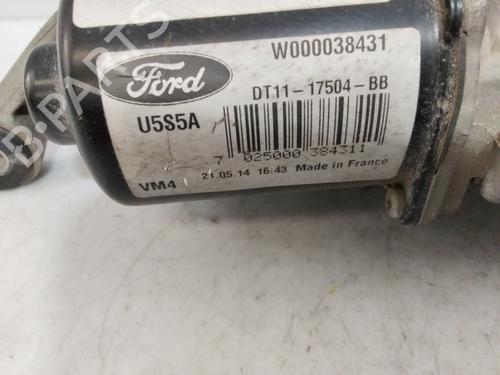 W000038431
Ford
DT11-17504-BB
U5S5A
7 025000 384311
VM4 21.05.14 16:43 Made in France
B-PARTS